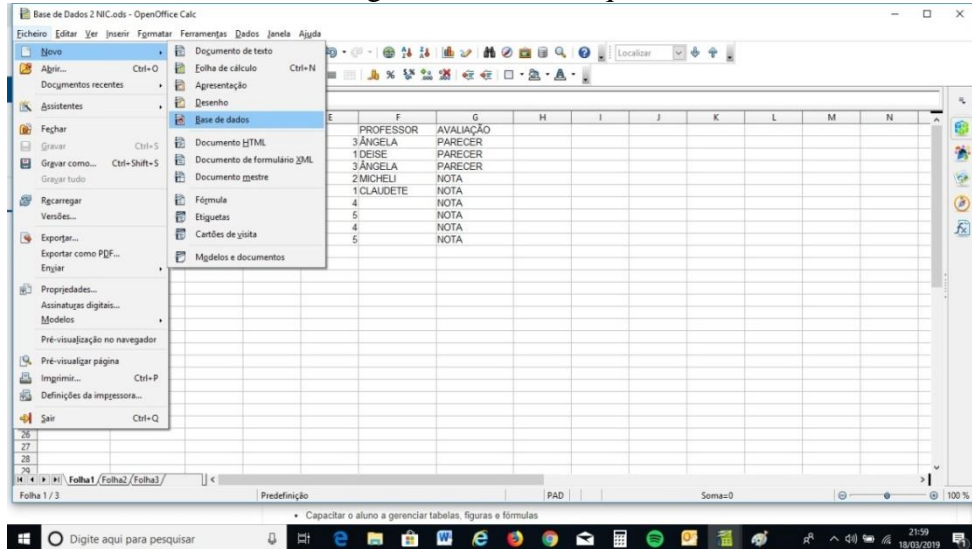 Base de Dados 2 NIC.ods - OpenOffice Calc
Ficheiro Editar Ver Inserir Formatar Ferramentas Dados Janela Ajuda
Novo
Abrir... Ctrl+O
Documentos recentes
Assistentes
Fechar
Gravar Ctrl+S
Gravar como... Ctrl+Shift+S
Gravar tudo
Recarregar
Versões...
Exportar...
Exportar como PDF...
Enviar
Propriedades...
Assinaturas digitais...
Modelos
Pré-visualização no navegador
Pré-visualizar página
Imprimir... Ctrl+P
Definições da impressora...
Sair Ctrl+Q
Documento de texto
Folha de cálculo Ctrl+N
Apresentação
Desenho
Base de dados
Documento HTML
Documento de formulário XML
Documento mestre
Fórmula
Etiquetas
Cartões de visita
Modelos e documentos
Localizar
E F G H I J K L M N
PROFESSOR AVALIAÇÃO
3 ÂNGELA PARECER
1 DEISE PARECER
3 ÂNGELA PARECER
2 MICHELI NOTA
1 CLAUDETE NOTA
4 NOTA
5 NOTA
4 NOTA
5 NOTA
26
27
28
29
Folha1 Folha2 Folha3
Folha 1 / 3 Predefinição PAD Soma=0 100 %
• Capacitar o aluno a gerenciar tabelas, figuras e fórmulas
Digite aqui para pesquisar
21:59
18/03/2019